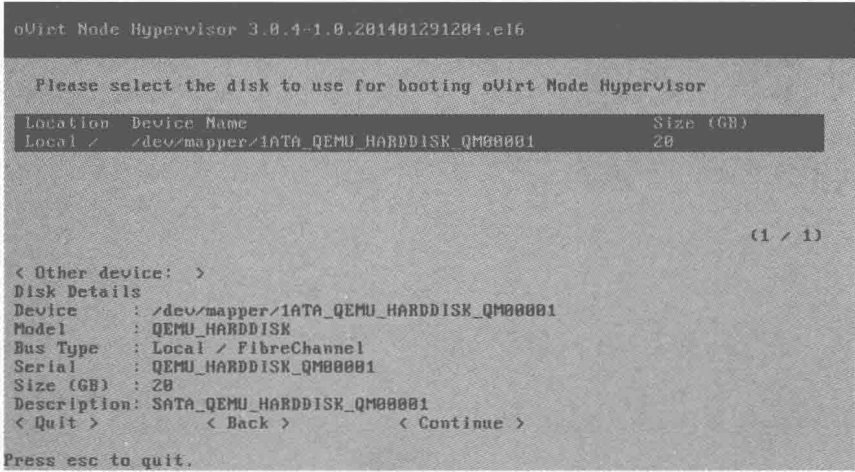 oVirt Node Hypervisor 3.0.4-1.0.201401291204.el6
Please select the disk to use for booting oVirt Node Hypervisor
Location Device Name Size (GB)
Local / /dev/mapper/1ATA_QEMU_HARDDISK_QM00001 20
(1 / 1)
< Other device: >
Disk Details
Device : /dev/mapper/1ATA_QEMU_HARDDISK_QM00001
Model : QEMU_HARDDISK
Bus Type : Local / FibreChannel
Serial : QEMU_HARDDISK_QM00001
Size (GB) : 20
Description: SATA_QEMU_HARDDISK_QM00001
< Quit > < Back > < Continue >
Press esc to quit.